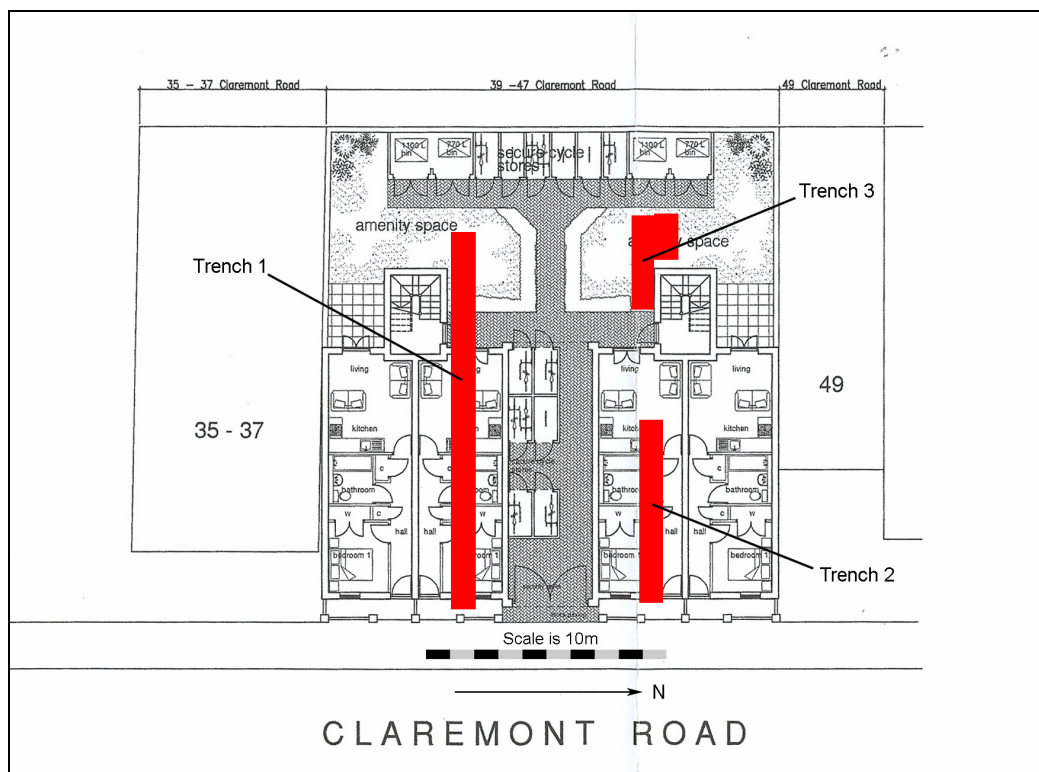 35 – 37 Claremont Road
39 –47 Claremont Road
49 Claremont Road
1100 L
bin
770 L
bin
secure cycle
stores
1100 L
bin
770 L
bin
Trench 3
amenity space
space
Trench 1
living
living
living
49
35 - 37
kitchen
kitchen
kitchen
c
c
c
c
bathroom
bathroom
bathroom
w
c
w
w
c
w
hall
hall
hall
hall
bedroom 1
room 1
bedroom 1
bedroom 1
Trench 2
Scale is 10m
N
CLAREMONT ROAD